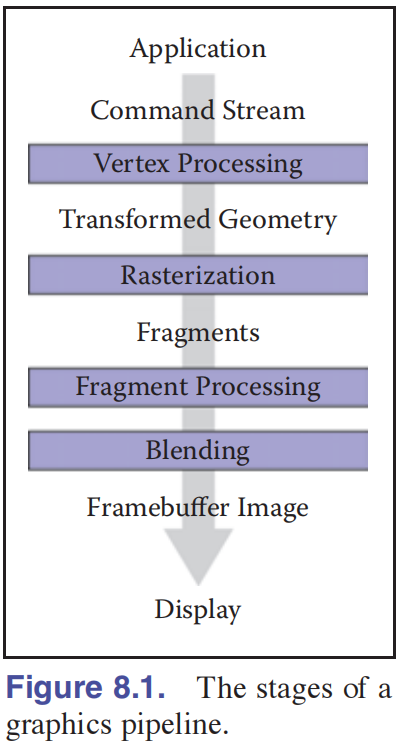 Application
Command Stream
Vertex Processing
Transformed Geometry
Rasterization
Fragments
Fragment Processing
Blending
Framebuffer Image
Display
Figure 8.1. The stages of a
graphics pipeline.